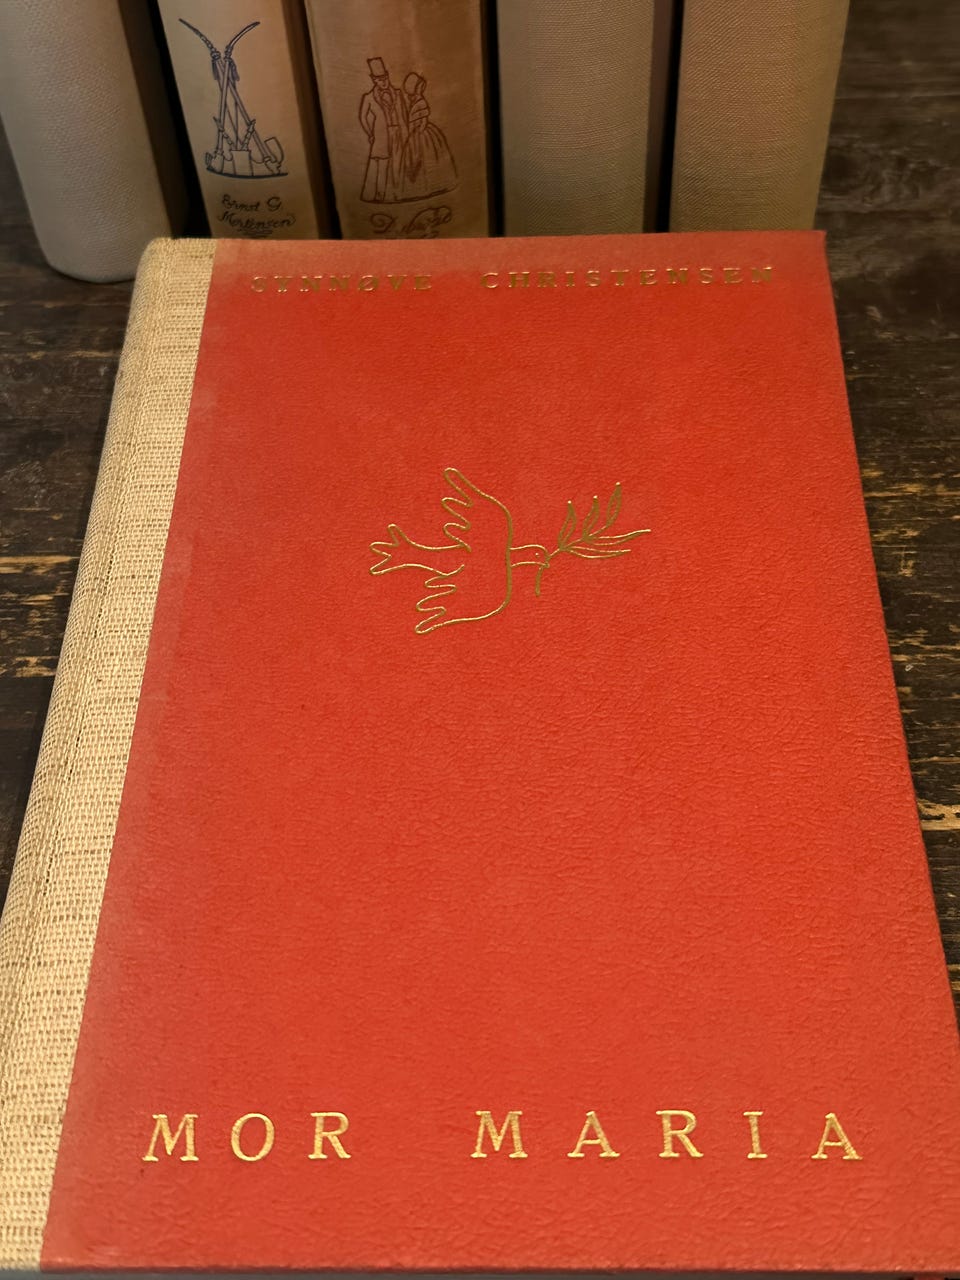 Ernst G.
Mortensen
SYNNØVE CHRISTENSEN
MOR MARIA